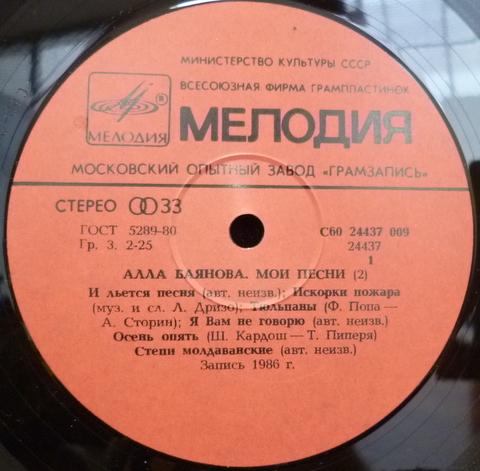 МИНИСТЕРСТВО КУЛЬТУРЫ СССР
ВСЕСОЮЗНАЯ ФИРМА ГРАМПЛАСТИНОК
МЕЛОДИЯ
МЕЛОДИЯ
МОСКОВСКИЙ ОПЫТНЫЙ ЗАВОД «ГРАМЗАПИСЬ»
СТЕРЕО 33
ГОСТ 5289-80
Гр. 3. 2-25
С60 24437 009
24437
1
АЛЛА БАЯНОВА. МОИ ПЕСНИ (2)
И льется песня (авт. неизв.); Искорки пожара
(муз. и сл. Л. Дризо); Тюльпаны (Ф. Попа —
А. Сторин); Я Вам не говорю (авт. неизв.)
Осень опять (Ш. Кардош — Т. Пиперя)
Степи молдаванские (авт. неизв.)
Запись 1986 г.